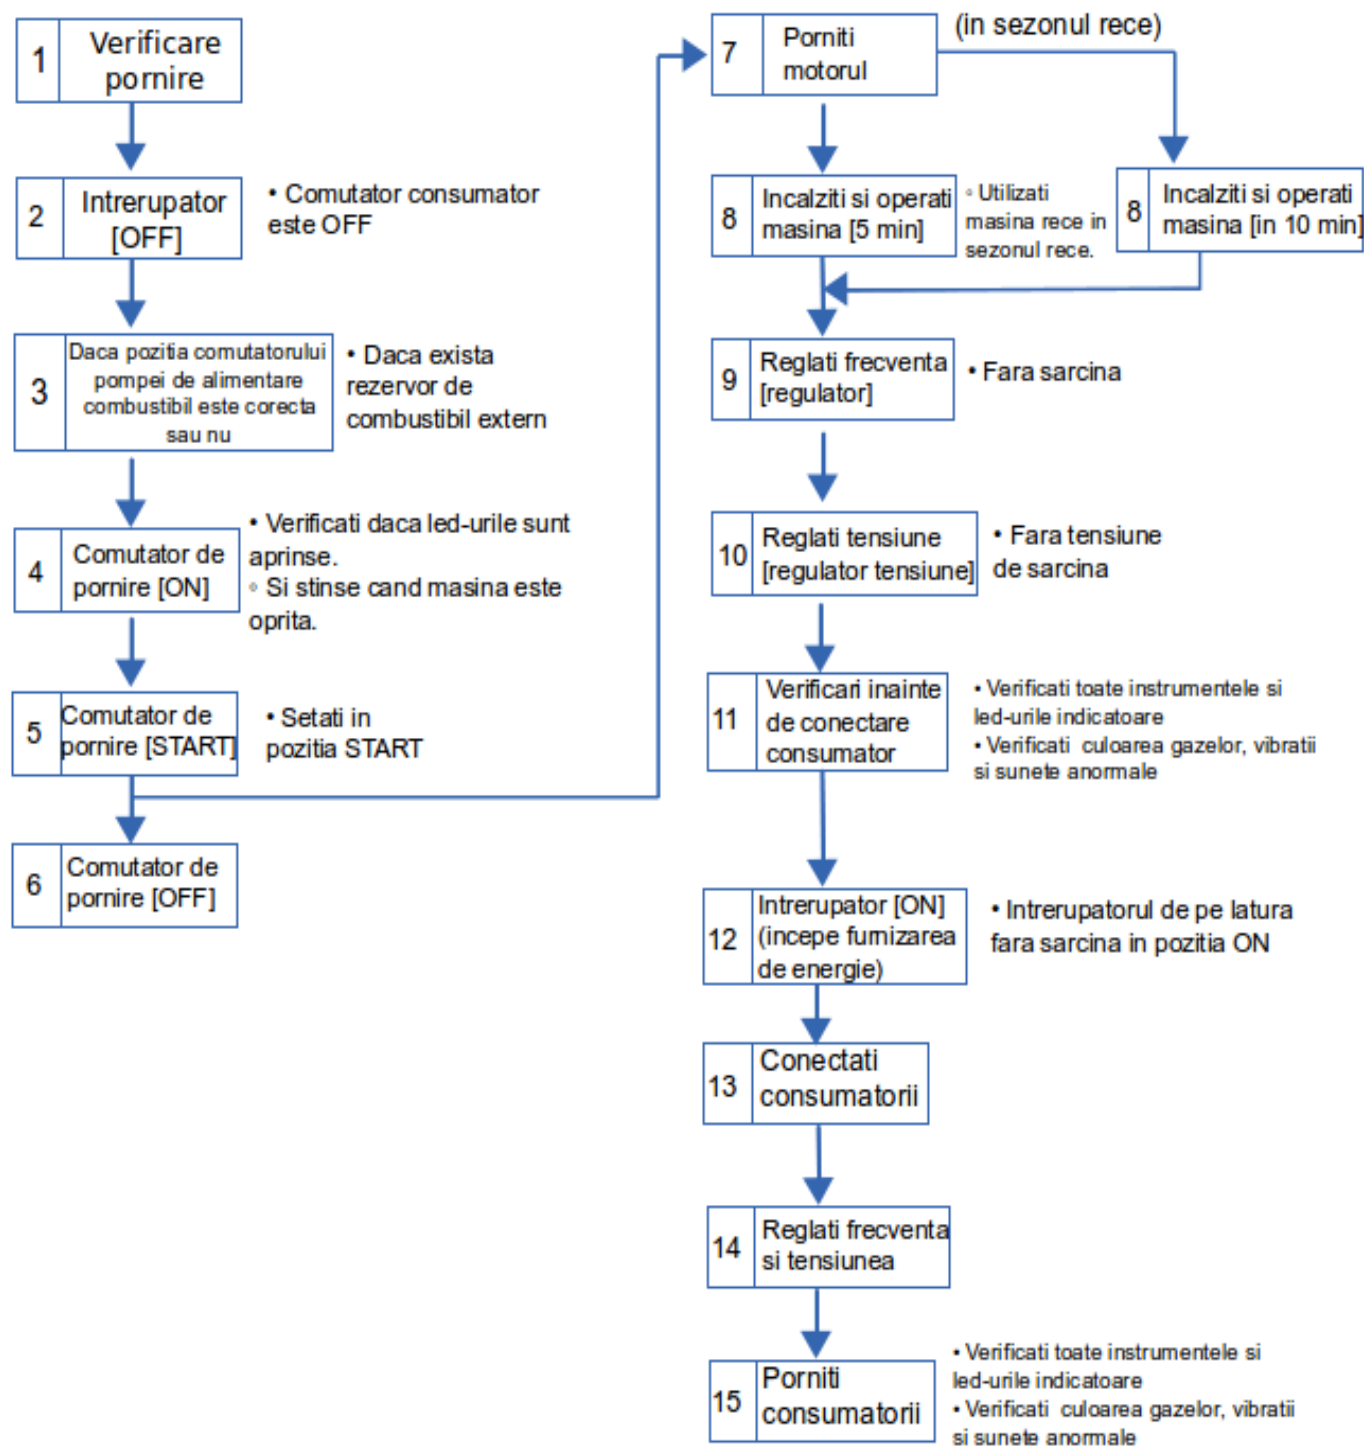 1
Verificare
pornire
2
Intrerupator
[OFF]
• Comutator consumator
este OFF
3
Daca pozitia comutatorului
pompei de alimentare
combustibil este corecta
sau nu
• Daca exista
rezervor de
combustibil extern
4
Comutator de
pornire [ON]
• Verificati daca led-urile sunt
aprinse.
◦ Si stinse cand masina este
oprita.
5
Comutator de
pornire [START]
• Setati in
pozitia START
6
Comutator de
pornire [OFF]
7
Porniti
motorul
(in sezonul rece)
8
Incalziti si operati
masina [5 min]
◦ Utilizati
masina rece in
sezonul rece.
8
Incalziti si operati
masina [in 10 min]
9
Reglati frecventa
[regulator]
• Fara sarcina
10
Reglati tensiune
[regulator tensiune]
• Fara tensiune
de sarcina
11
Verificari inainte
de conectare
consumator
• Verificati toate instrumentele si
led-urile indicatoare
• Verificati culoarea gazelor, vibratii
si sunete anormale
12
Intrerupator [ON]
(incepe furnizarea
de energie)
• Intrerupatorul de pe latura
fara sarcina in pozitia ON
13
Conectati
consumatorii
14
Reglati frecventa
si tensiunea
15
Porniti
consumatorii
• Verificati toate instrumentele si
led-urile indicatoare
• Verificati culoarea gazelor, vibratii
si sunete anormale